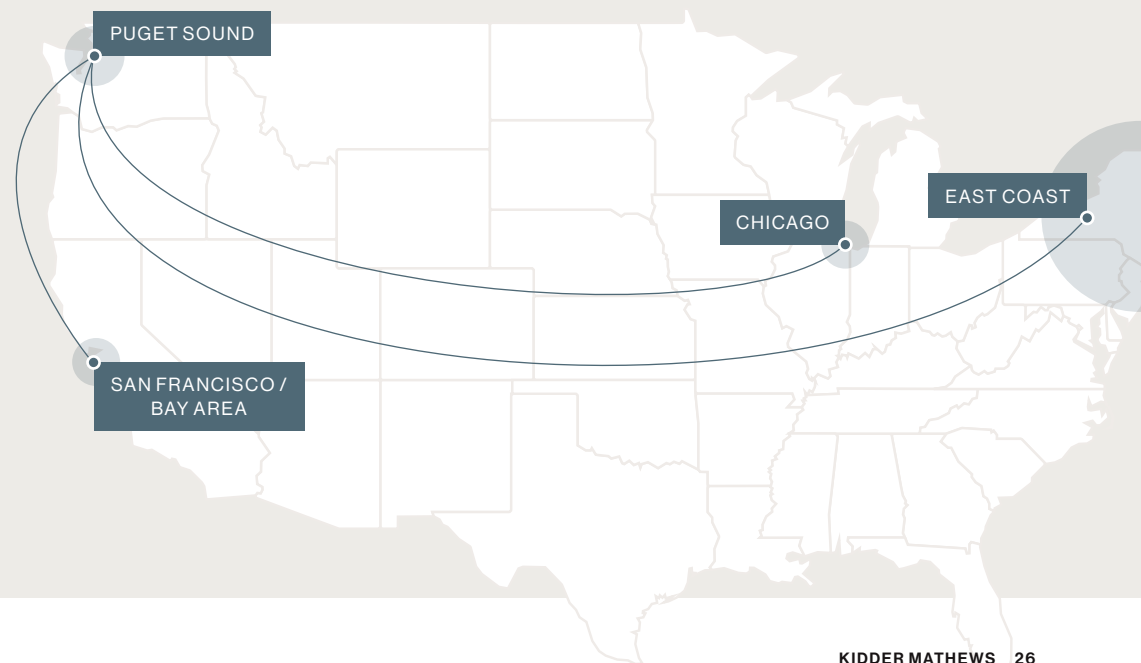 PUGET SOUND
EAST COAST
CHICAGO
SAN FRANCISCO /
BAY AREA
KIDDER MATHEWS 26